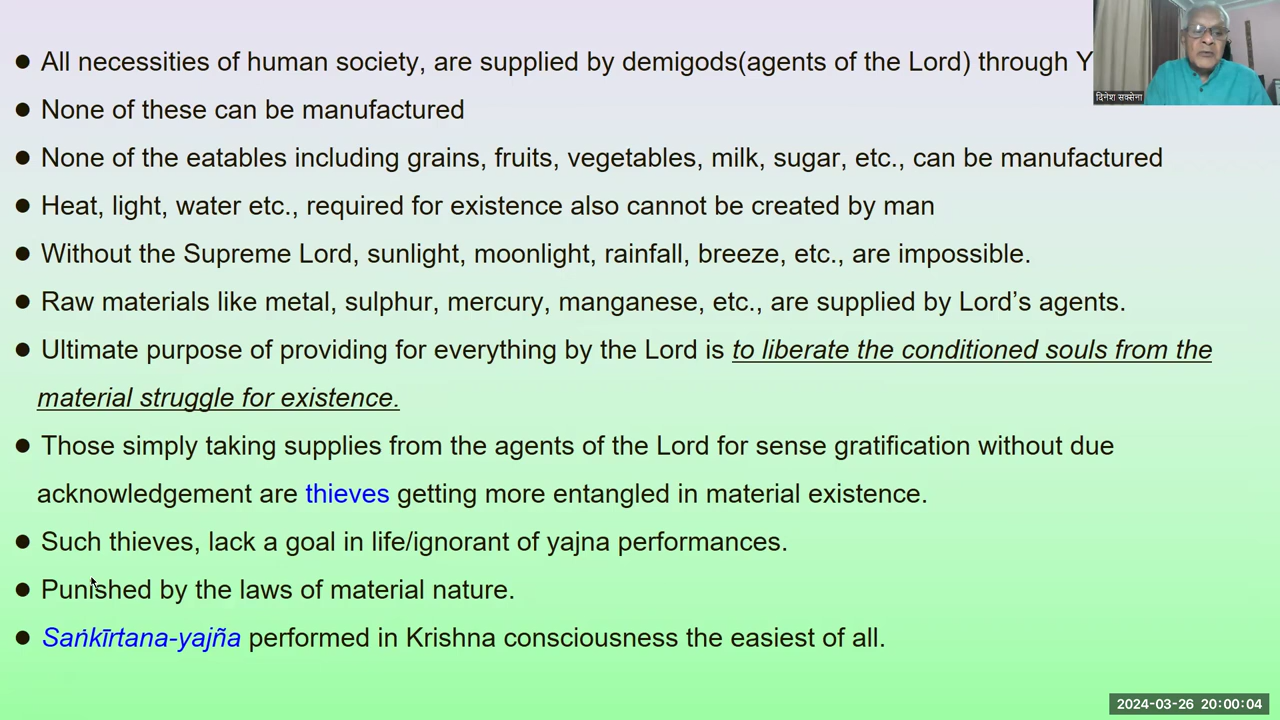 ● All necessities of human society, are supplied by demigods(agents of the Lord) through Y
● None of these can be manufactured
● None of the eatables including grains, fruits, vegetables, milk, sugar, etc., can be manufactured
● Heat, light, water etc., required for existence also cannot be created by man
● Without the Supreme Lord, sunlight, moonlight, rainfall, breeze, etc., are impossible.
● Raw materials like metal, sulphur, mercury, manganese, etc., are supplied by Lord’s agents.
● Ultimate purpose of providing for everything by the Lord is to liberate the conditioned souls from the
material struggle for existence.
● Those simply taking supplies from the agents of the Lord for sense gratification without due
acknowledgement are thieves getting more entangled in material existence.
● Such thieves, lack a goal in life/ignorant of yajna performances.
● Punished by the laws of material nature.
● Saṅkīrtana-yajña performed in Krishna consciousness the easiest of all.
दिनेश सक्सेना
2024-03-26 20:00:04